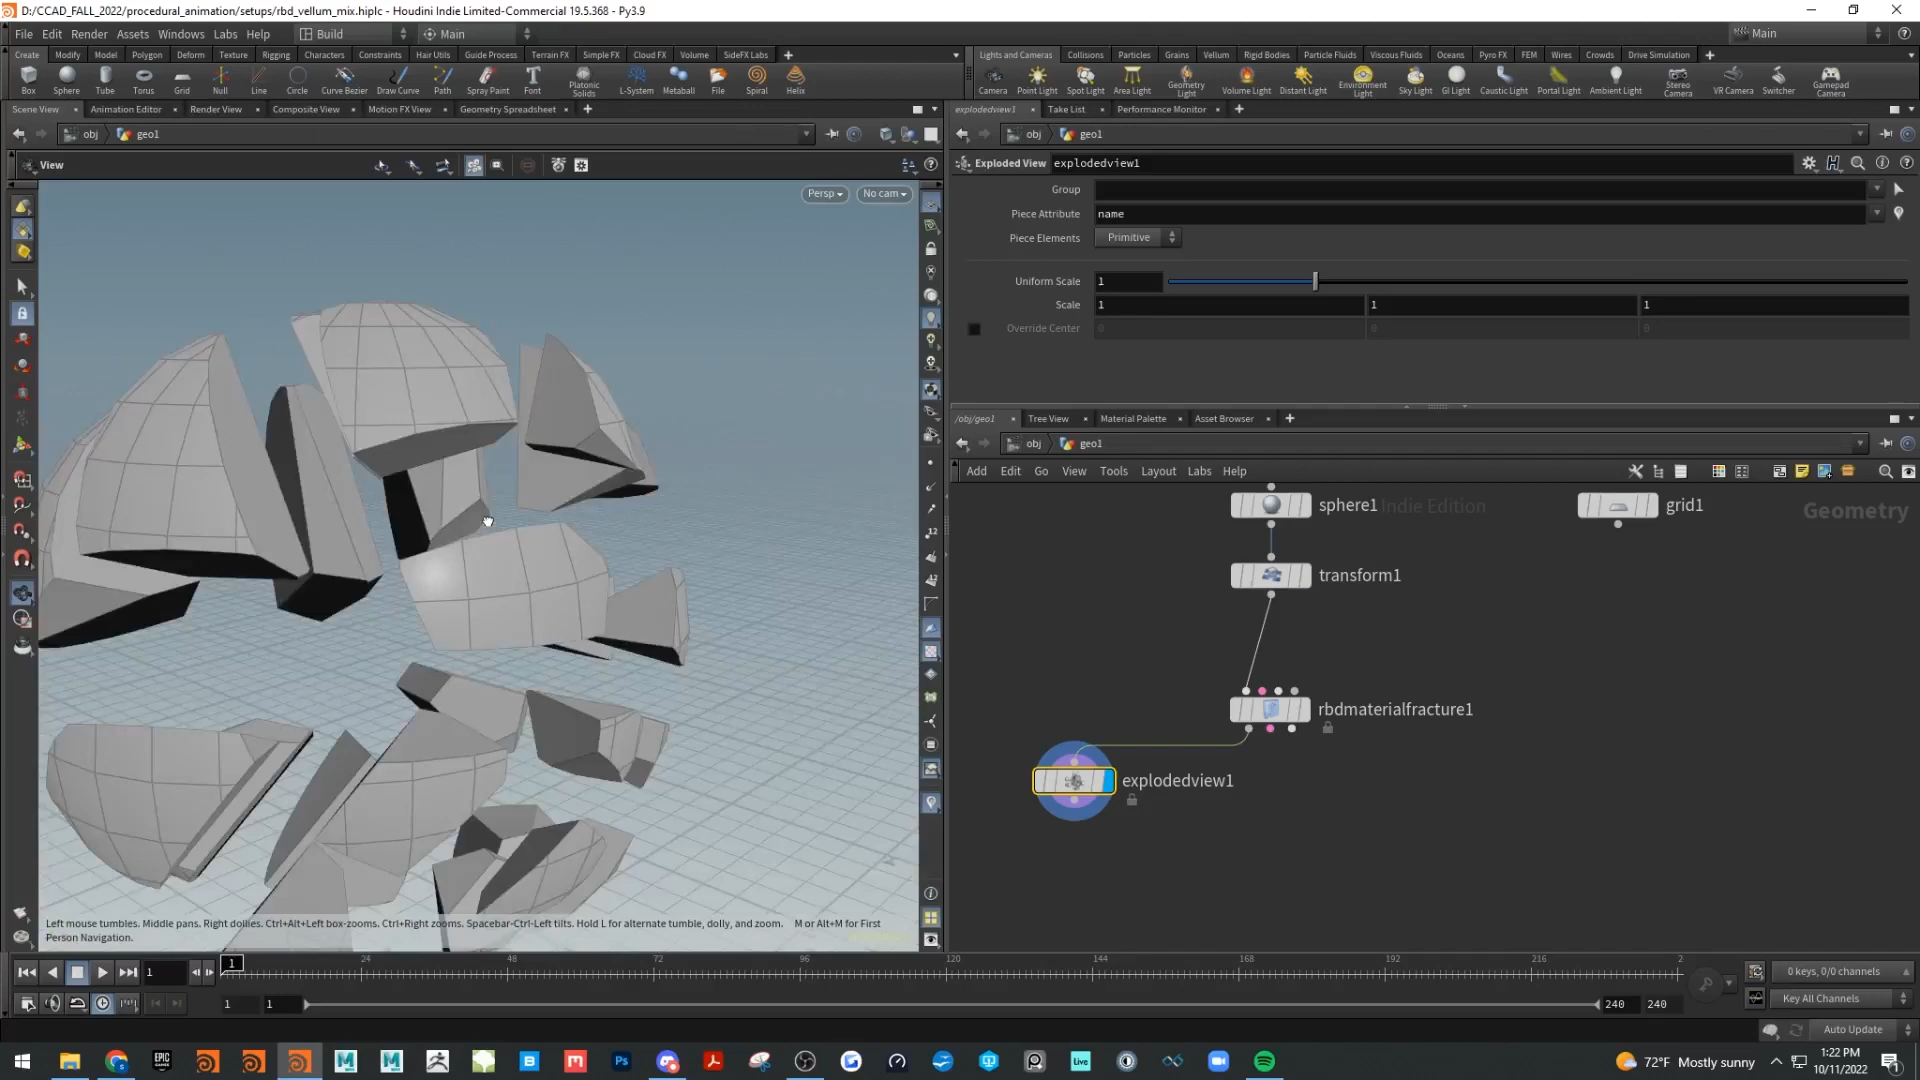 D:/CCAD_FALL_2022/procedural_animation/setups/rbd_vellum_mix.hiplc - Houdini Indie Limited-Commercial 19.5.368 - Py3.9
File Edit Render Assets Windows Labs Help Build Main Main
Create Modify Model Polygon Deform Texture Rigging Characters Constraints Hair Utils Guide Process Terrain FX Simple FX Cloud FX Volume SideFX Labs
Lights and Cameras Collisions Particles Grains Vellum Rigid Bodies Particle Fluids Viscous Fluids Oceans Pyro FX FEM Wires Crowds Drive Simulation
Box Sphere Tube Torus Grid Null Line Circle Curve Bezier Draw Curve Path Spray Paint Font Platonic Solids L-System Metaball File Spiral Helix
Camera Point Light Spot Light Area Light Geometry Light Volume Light Distant Light Environment Light Sky Light GI Light Caustic Light Portal Light Ambient Light Stereo Camera VR Camera Switcher Gamepad Camera
Scene View Animation Editor Render View Composite View Motion FX View Geometry Spreadsheet
explodedview1 Take List Performance Monitor
obj geo1
obj geo1
View
Persp No cam
Exploded View explodedview1
Group
Piece Attribute name
Piece Elements Primitive
Uniform Scale 1
Scale 1 1 1
Override Center 0 0 0
/obj/geo1 Tree View Material Palette Asset Browser
obj geo1
Add Edit Go View Tools Layout Labs Help
sphere1 Indie Edition grid1 Geometry
transform1
rbdmaterialfracture1
explodedview1
Left mouse tumbles. Middle pans. Right dollies. Ctrl+Alt+Left box-zooms. Ctrl+Right zooms. Spacebar-Ctrl-Left tilts. Hold L for alternate tumble, dolly, and zoom. M or Alt+M for First
Person Navigation.
1 1 24 48 72 96 120 144 168 192 216 2
0 keys, 0/0 channels
1 1 240 240
Key All Channels
Auto Update
72°F Mostly sunny
1:22 PM
10/11/2022